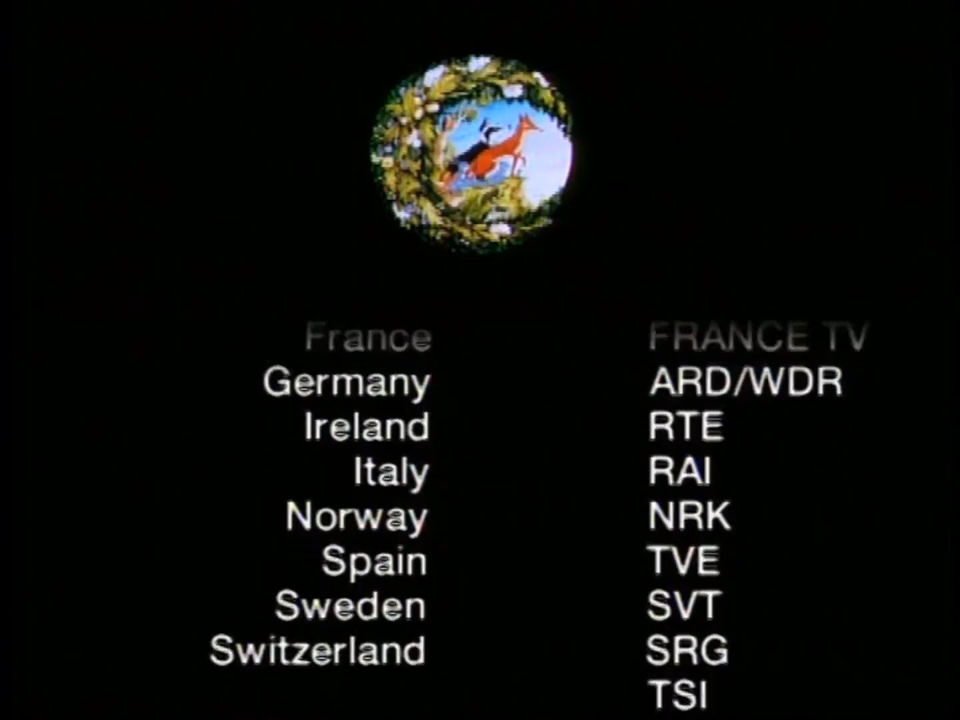 France FRANCE TV
Germany ARD/WDR
Ireland RTE
Italy RAI
Norway NRK
Spain TVE
Sweden SVT
Switzerland SRG
TSI